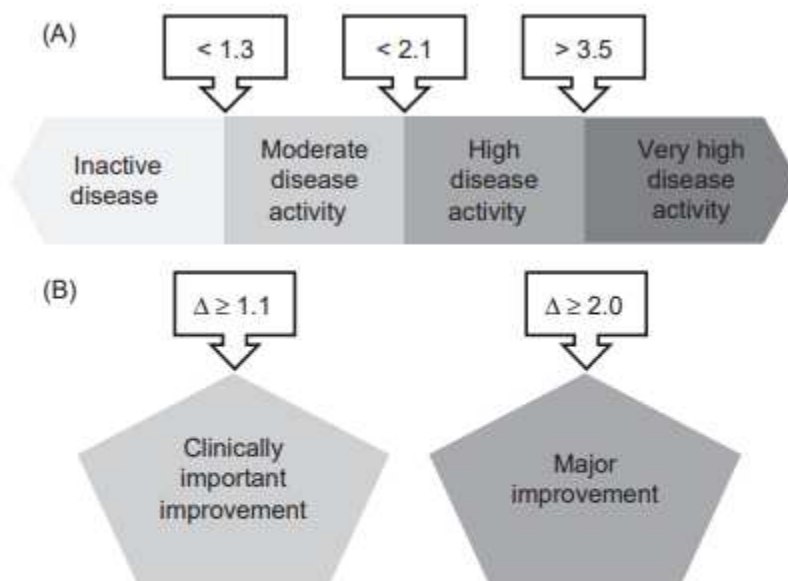 (A)
< 1.3
< 2.1
> 3.5
Inactive
disease
Moderate
disease
activity
High
disease
activity
Very high
disease
activity
(B)
Δ ≥ 1.1
Δ ≥ 2.0
Clinically
important
improvement
Major
improvement